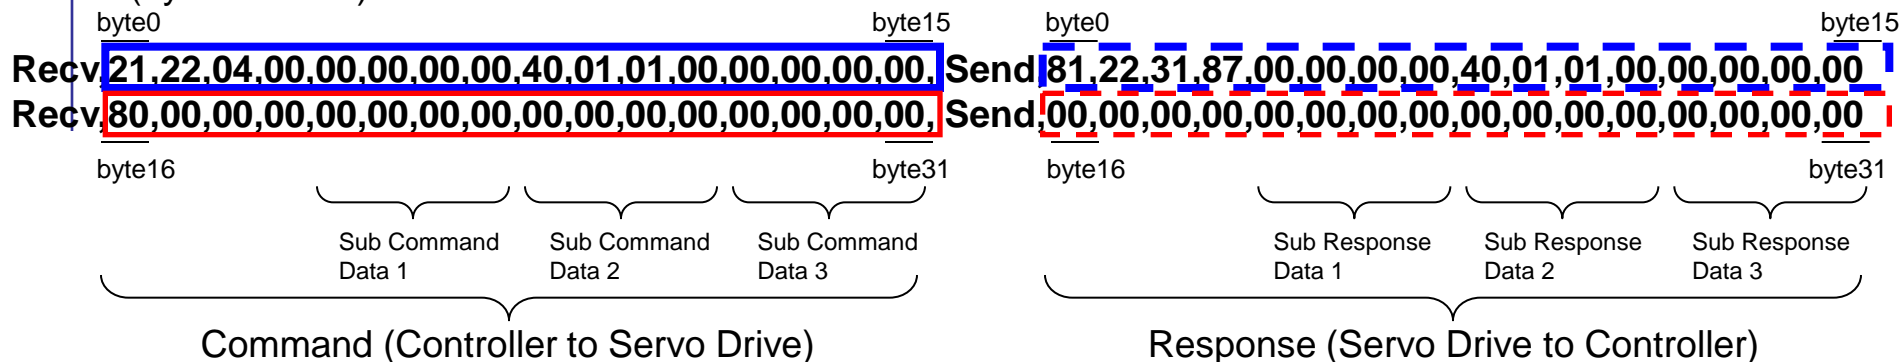 byte0 byte15 byte0 byte15
Recv,21,22,04,00,00,00,00,00,40,01,01,00,00,00,00,00, Send,81,22,31,87,00,00,00,00,40,01,01,00,00,00,00,00
Recv,80,00,00,00,00,00,00,00,00,00,00,00,00,00,00,00, Send,00,00,00,00,00,00,00,00,00,00,00,00,00,00,00,00
byte16 byte31 byte16 byte31
Sub Command Sub Command Sub Command Sub Response Sub Response Sub Response
Data 1 Data 2 Data 3 Data 1 Data 2 Data 3
Command (Controller to Servo Drive) Response (Servo Drive to Controller)